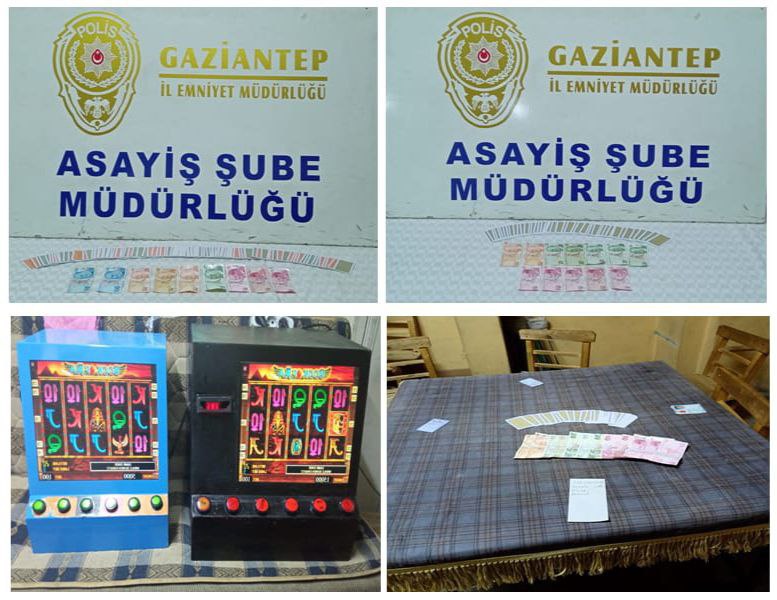 POLİS
GAZİANTEP
İL EMNİYET MÜDÜRLÜĞÜ
ASAYİŞ ŞUBE
MÜDÜRLÜĞÜ
POLİS
GAZİANTEP
İL EMNİYET MÜDÜRLÜĞÜ
ASAYİŞ ŞUBE
MÜDÜRLÜĞÜ